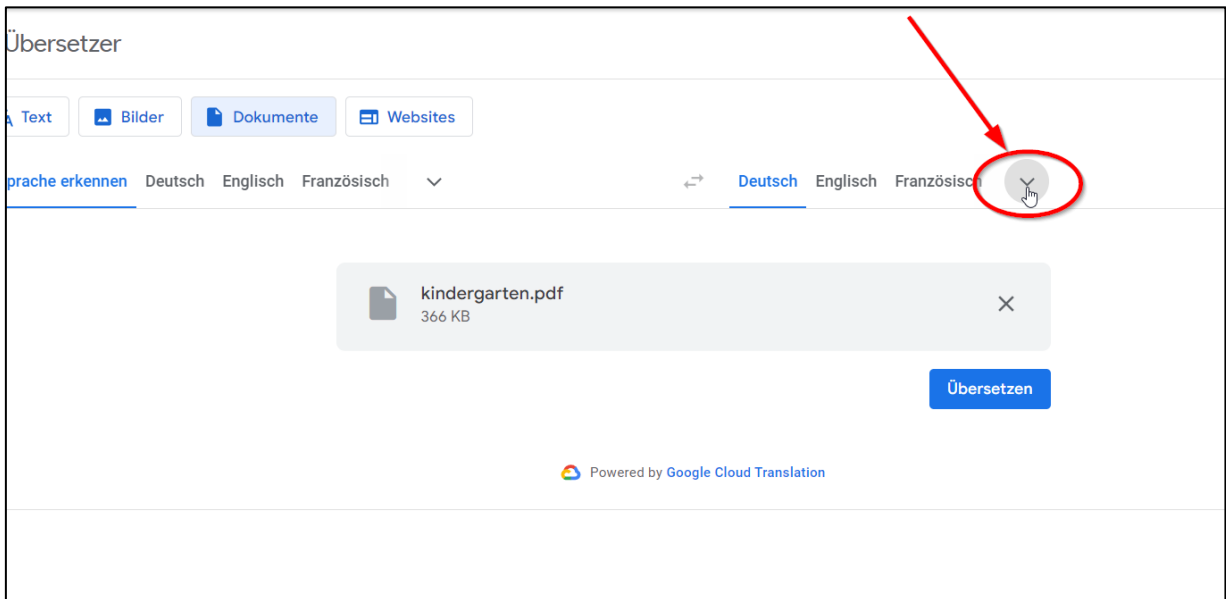 Übersetzer
Text Bilder Dokumente Websites
prache erkennen Deutsch Englisch Französisch Deutsch Englisch Französisch
kindergarten.pdf
366 KB
Übersetzen
Powered by Google Cloud Translation